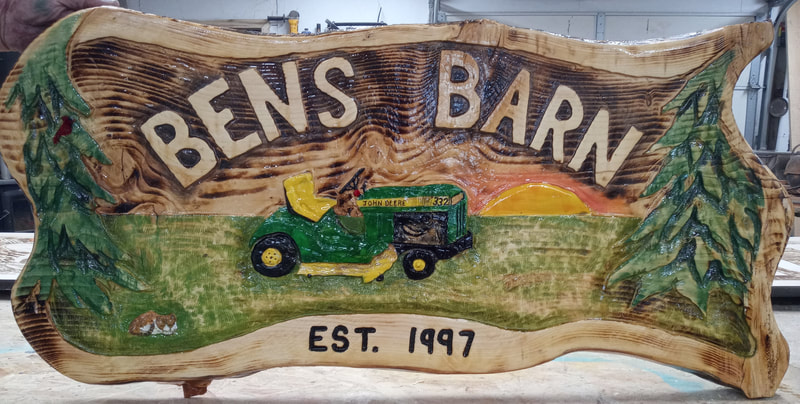 BENS BARN
JOHN DEERE 332
EST. 1997